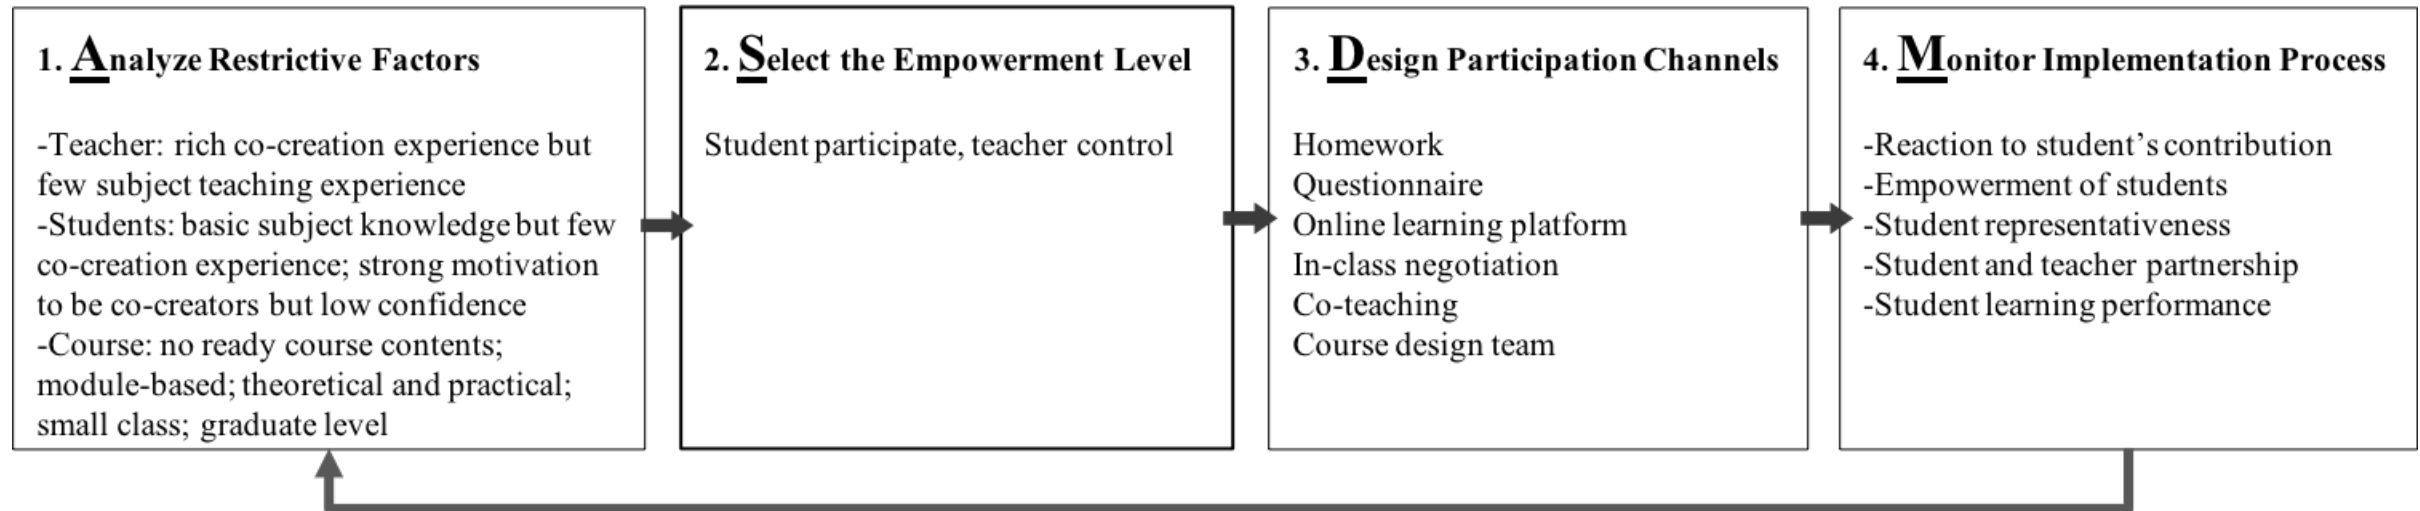 1. Analyze Restrictive Factors
-Teacher: rich co-creation experience but
few subject teaching experience
-Students: basic subject knowledge but few
co-creation experience; strong motivation
to be co-creators but low confidence
-Course: no ready course contents;
module-based; theoretical and practical;
small class; graduate level
2. Select the Empowerment Level
Student participate, teacher control
3. Design Participation Channels
Homework
Questionnaire
Online learning platform
In-class negotiation
Co-teaching
Course design team
4. Monitor Implementation Process
-Reaction to student’s contribution
-Empowerment of students
-Student representativeness
-Student and teacher partnership
-Student learning performance